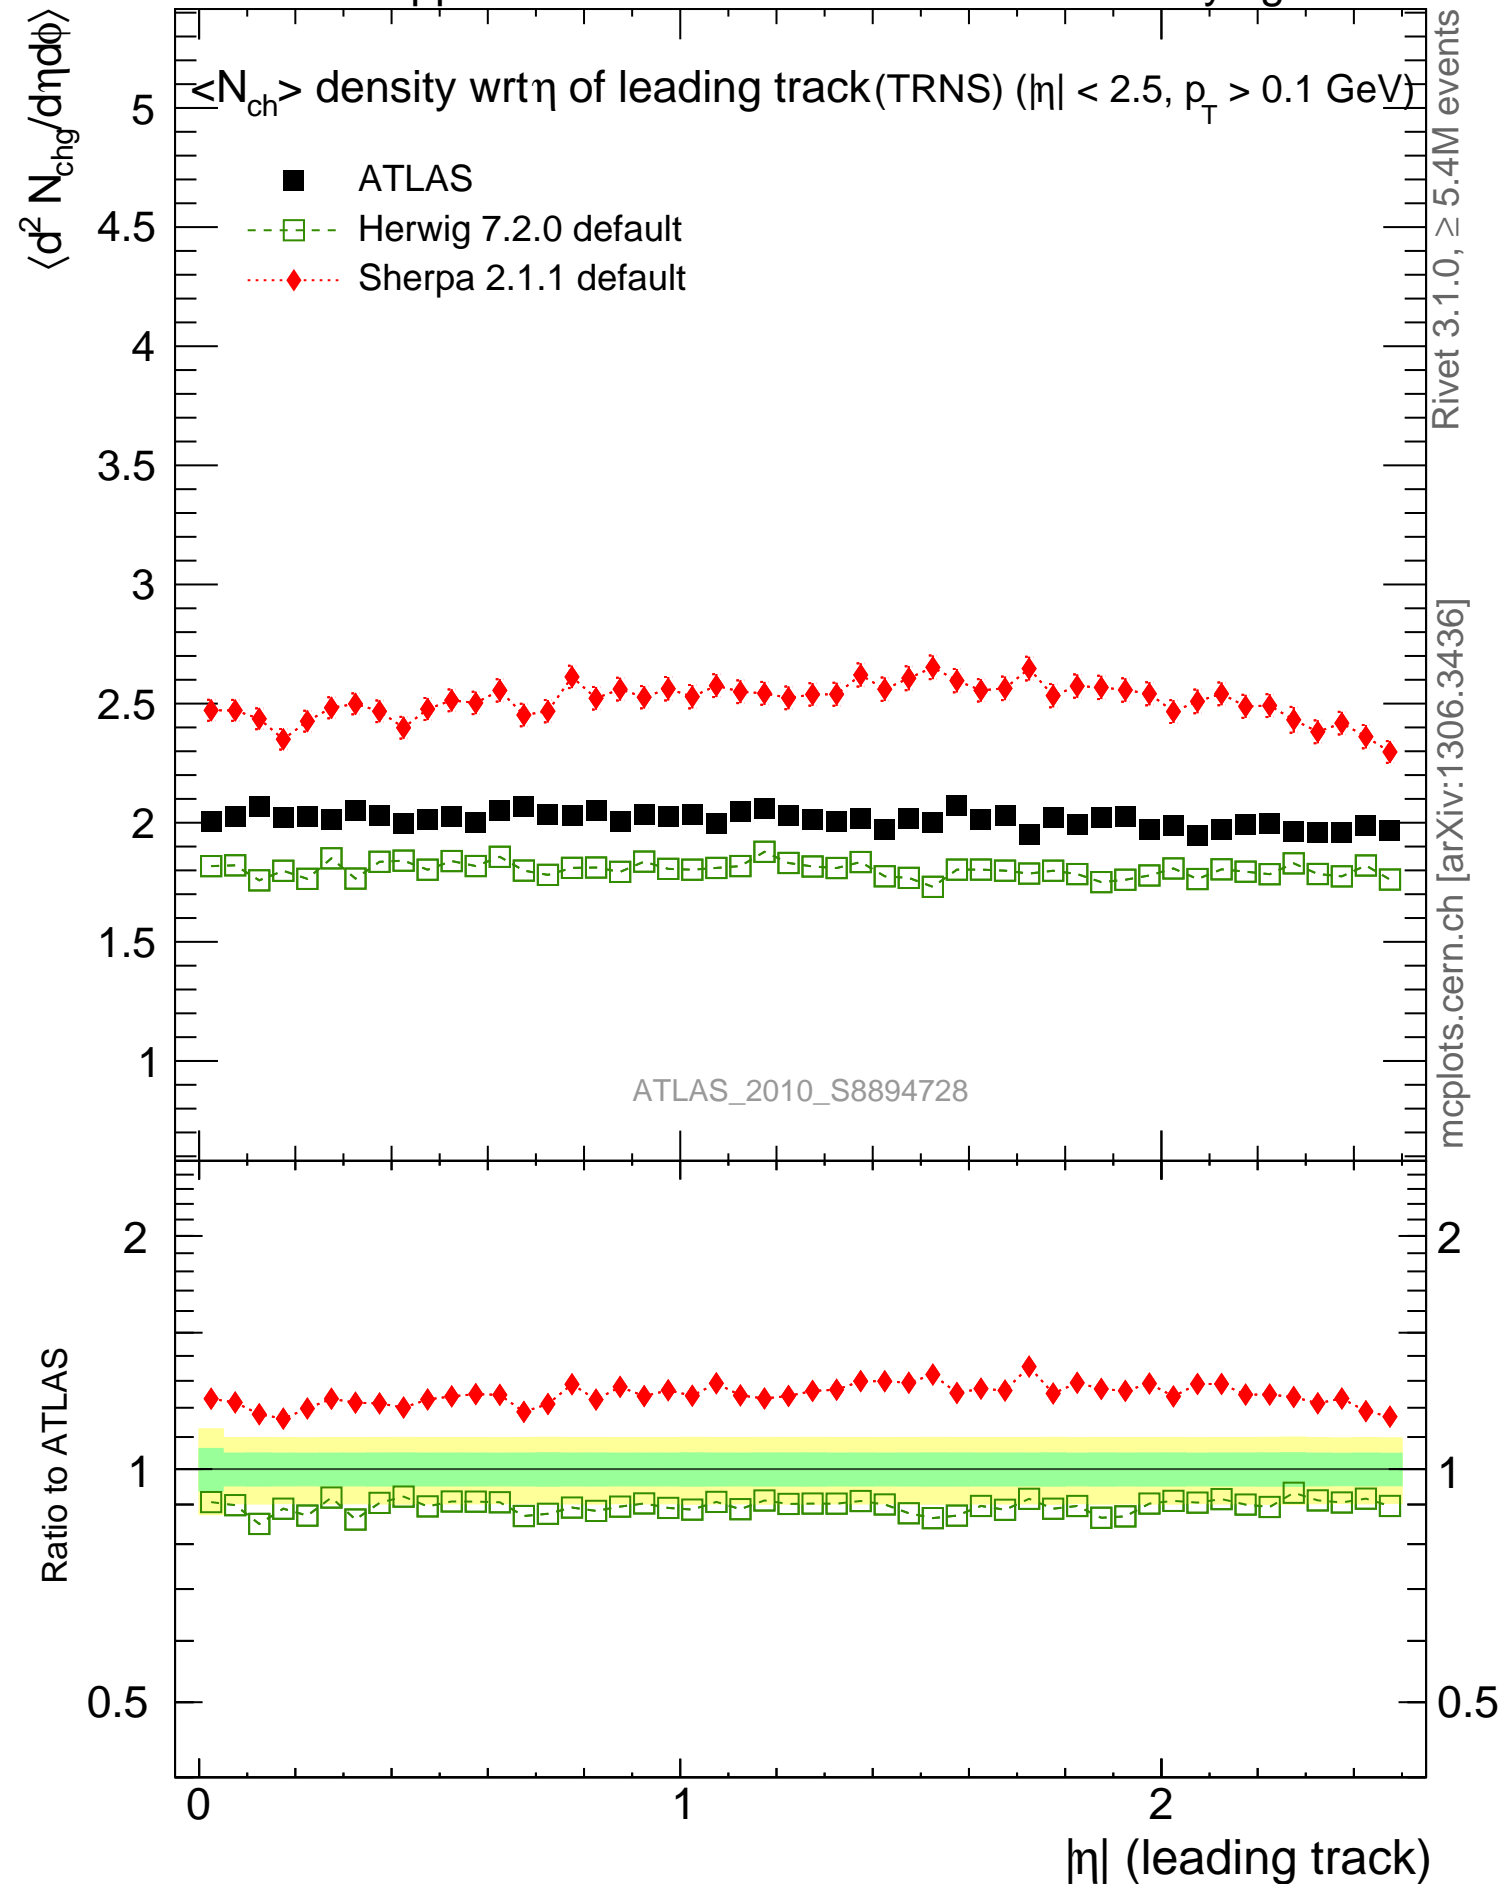 ⟨d² N_chg/dηdϕ⟩
<N_ch> density wrt η of leading track (TRNS) (|η| < 2.5, p_T > 0.1 GeV)
ATLAS
Herwig 7.2.0 default
Sherpa 2.1.1 default
5
4.5
4
3.5
3
2.5
2
1.5
1
ATLAS_2010_S8894728
Rivet 3.1.0, ≥ 5.4M events
mcplots.cern.ch [arXiv:1306.3436]
Ratio to ATLAS
2
1
0.5
2
1
0.5
0
1
2
|η| (leading track)